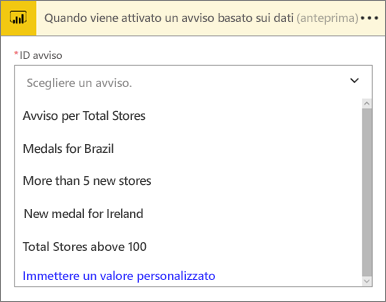 Quando viene attivato un avviso basato sui dati (anteprima) •••
*ID avviso
Scegliere un avviso.
Avviso per Total Stores
Medals for Brazil
More than 5 new stores
New medal for Ireland
Total Stores above 100
Immettere un valore personalizzato